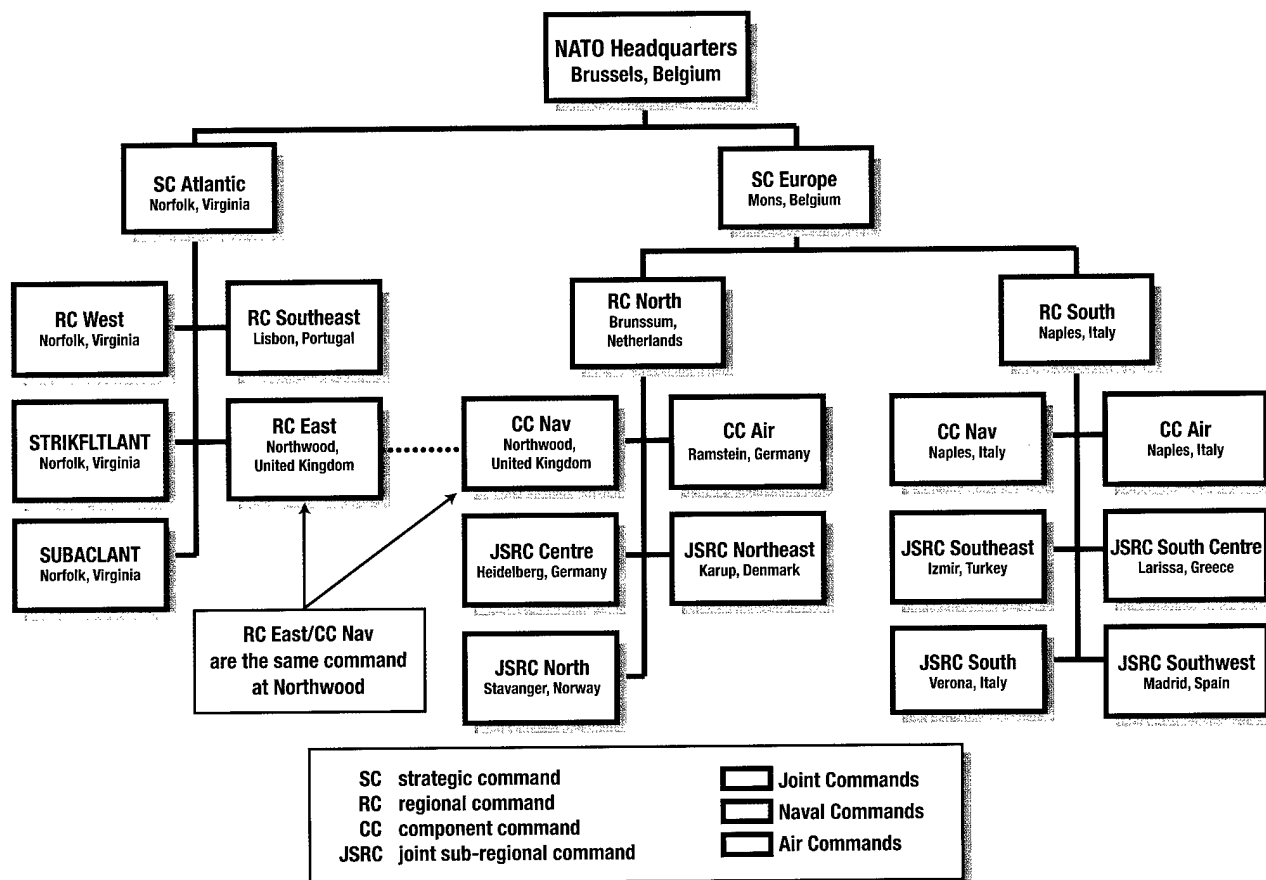 NATO Headquarters
Brussels, Belgium
SC Atlantic
Norfolk, Virginia
SC Europe
Mons, Belgium
RC West
Norfolk, Virginia
RC Southeast
Lisbon, Portugal
RC North
Brunssum,
Netherlands
RC South
Naples, Italy
STRIKFLTLANT
Norfolk, Virginia
RC East
Northwood,
United Kingdom
CC Nav
Northwood,
United Kingdom
CC Air
Ramstein, Germany
CC Nav
Naples, Italy
CC Air
Naples, Italy
SUBACLANT
Norfolk, Virginia
JSRC Centre
Heidelberg, Germany
JSRC Northeast
Karup, Denmark
JSRC Southeast
Izmir, Turkey
JSRC South Centre
Larissa, Greece
RC East/CC Nav
are the same command
at Northwood
JSRC North
Stavanger, Norway
JSRC South
Verona, Italy
JSRC Southwest
Madrid, Spain
SC strategic command
RC regional command
CC component command
JSRC joint sub-regional command
Joint Commands
Naval Commands
Air Commands